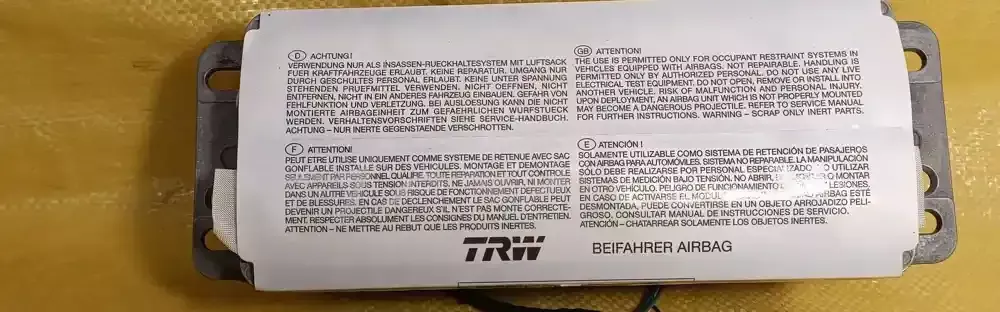 D ACHTUNG!
VERWENDUNG NUR ALS INSASSEN-RUECKHALTESYSTEM MIT LUFTSACK
FUER KRAFTFAHRZEUGE ERLAUBT. KEINE REPARATUR. UMGANG NUR
DURCH GESCHULTES PERSONAL ERLAUBT. KEINE UNTER SPANNUNG
STEHENDEN PRUEFMITTEL VERWENDEN. NICHT OEFFNEN, NICHT
ENTFERNEN, NICHT IN EIN ANDERES FAHRZEUG EINBAUEN. GEFAHR VON
FEHLFUNKTION UND VERLETZUNG. BEI AUSLOESUNG KANN DIE NICHT
MONTIERTE AIRBAGEINHEIT ZUM GEFAEHRLICHEN WURFSTUECK
WERDEN. VERHALTENSVORSCHRIFTEN SIEHE SERVICE-HANDBUCH.
ACHTUNG – NUR INERTE GEGENSTAENDE VERSCHROTTEN.
GB ATTENTION!
THE USE IS PERMITTED ONLY FOR OCCUPANT RESTRAINT SYSTEMS IN
VEHICLES EQUIPPED WITH AIRBAGS. NOT REPAIRABLE. HANDLING IS
PERMITTED ONLY BY AUTHORIZED PERSONAL. DO NOT USE ANY LIVE
ELECTRICAL TEST EQUIPMENT. DO NOT OPEN, REMOVE OR INSTALL INTO
ANOTHER VEHICLE. RISK OF MALFUNCTION AND PERSONAL INJURY.
UPON DEPLOYMENT, AN AIRBAG UNIT WHICH IS NOT PROPERLY MOUNTED
MAY BECOME A DANGEROUS PROJECTILE. REFER TO SERVICE MANUAL
FOR FURTHER INSTRUCTIONS. WARNING – SCRAP ONLY INERT PARTS.
F ATTENTION!
PEUT ETRE UTILISE UNIQUEMENT COMME SYSTEME DE RETENUE AVEC SAC
GONFLABLE INSTALLE SUR DES VEHICULES. MONTAGE ET DEMONTAGE
SEULEMENT PAR PERSONNEL QUALIFIE. TOUTE REPARATION ET TOUT CONTROLE
AVEC APPAREILS SOUS TENSION INTERDITS. NE JAMAIS OUVRIR, NI MONTER
DANS UN AUTRE VEHICULE SOUS RISQUE DE FONCTIONNEMENT DEFECTUEUX
ET DE BLESSURES. EN CAS DE DECLENCHEMENT LE SAC GONFLABLE PEUT
DEVENIR UN PROJECTILE DANGEREUX S'IL N'EST PAS MONTE CORRECTE-
MENT. RESPECTER ABSOLUMENT LES CONSIGNES DU MANUEL D'ENTRETIEN.
ATTENTION – NE METTRE AU REBUT QUE LES PRODUITS INERTES.
E ATENCIÓN !
SOLAMENTE UTILIZABLE COMO SISTEMA DE RETENCIÓN DE PASAJEROS
CON AIRBAG PARA AUTOMÓVILES. SISTEMA NO REPARABLE. LA MANIPULACIÓN
SÓLO DEBE REALIZARSE POR PERSONAL UTILIZAR
SISTEMAS DE MEDICIÓN BAJO TENSIÓN. NO ABRIR, O MONTAR
EN OTRO VEHÍCULO. PELIGRO DE FUNCIONAMIENTO LESIONES.
EN CASO DE ACTIVARSE EL AIRBAG ESTÉ
DESMONTADA, PUEDE CONVERTIRSE EN UN OBJETO ARROJADIZO PELI-
GROSO. CONSULTAR MANUAL DE INSTRUCCIONES DE SERVICIO.
ATENCIÓN – CHATARREAR SOLAMENTE LOS OBJETOS INERTES.
TRW BEIFAHRER AIRBAG